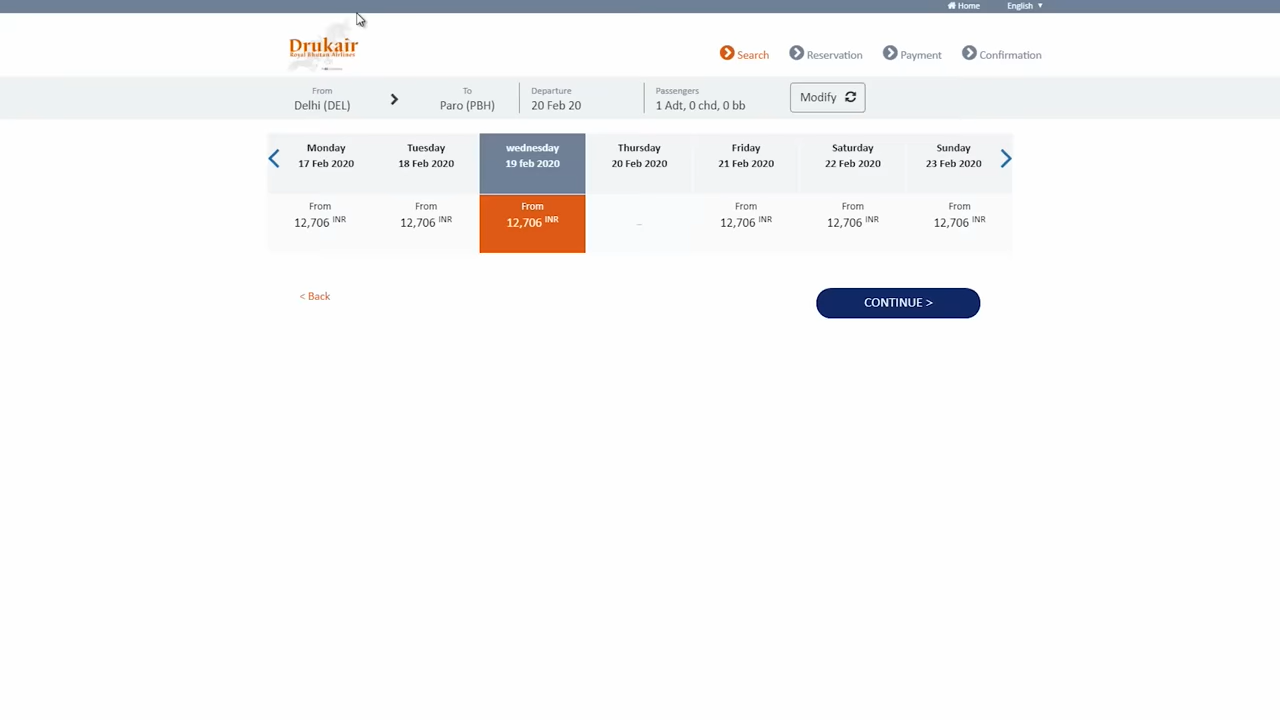 Home English ▼
Drukair
Royal Bhutan Airlines
Search Reservation Payment Confirmation
From To Departure Passengers
Delhi (DEL) Paro (PBH) 20 Feb 20 1 Adt, 0 chd, 0 bb
Modify
Monday Tuesday wednesday Thursday Friday Saturday Sunday
17 Feb 2020 18 Feb 2020 19 feb 2020 20 Feb 2020 21 Feb 2020 22 Feb 2020 23 Feb 2020
From From From From From From
12,706 INR 12,706 INR 12,706 INR - 12,706 INR 12,706 INR 12,706 INR
< Back
CONTINUE >